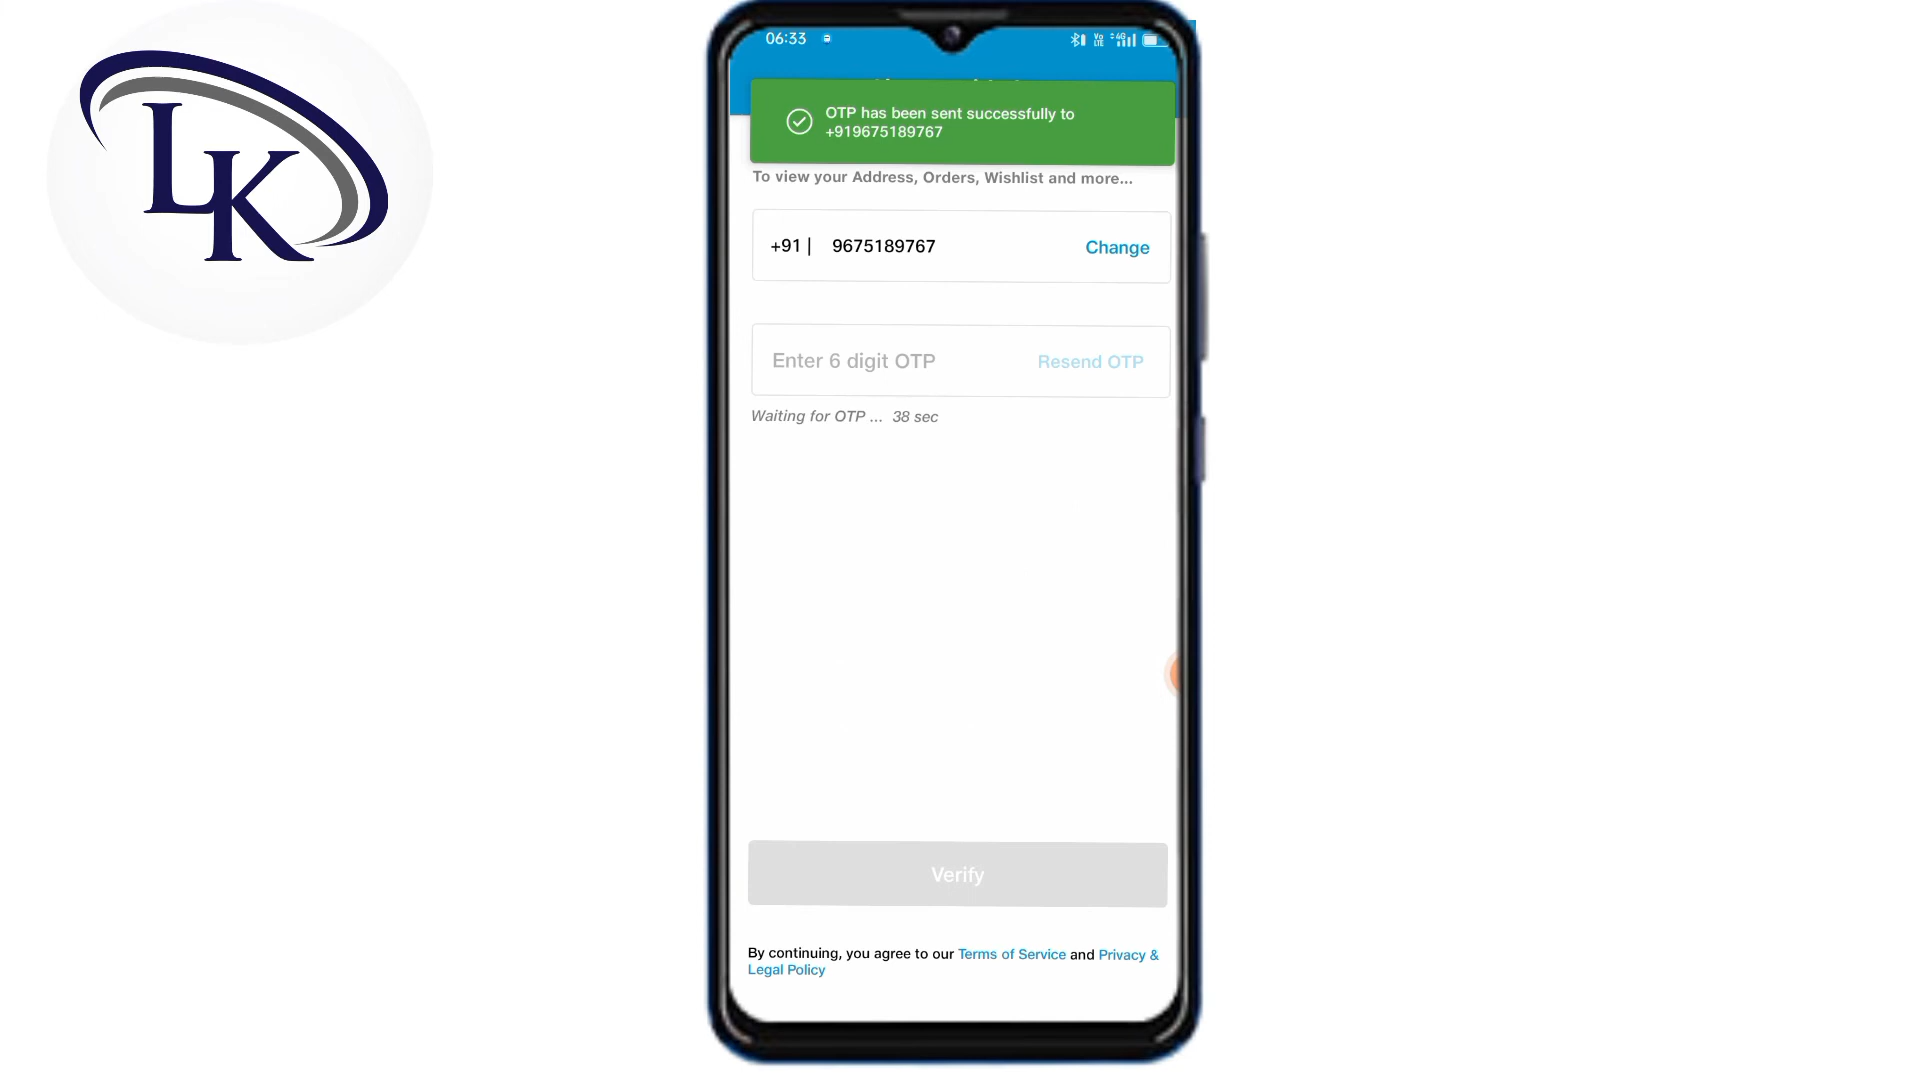 LK
06:33
VoLTE 4G
OTP has been sent successfully to
+919675189767
To view your Address, Orders, Wishlist and more...
+91 | 9675189767 Change
Enter 6 digit OTP Resend OTP
Waiting for OTP ... 38 sec
Verify
By continuing, you agree to our Terms of Service and Privacy &
Legal Policy